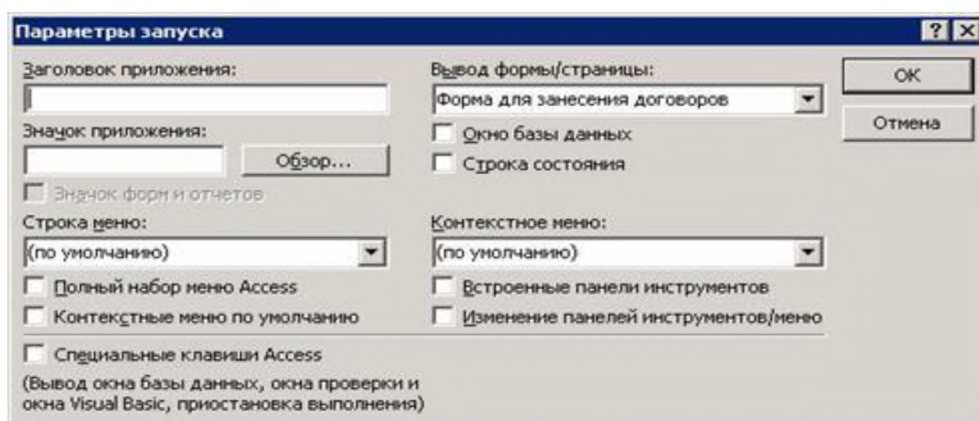 Параметры запуска
Заголовок приложения:
Вывод формы/страницы:
OK
Форма для занесения договоров
Значок приложения:
Окно базы данных
Отмена
Обзор...
Строка состояния
Значок форм и отчетов
Строка меню:
Контекстное меню:
(по умолчанию)
(по умолчанию)
Полный набор меню Access
Встроенные панели инструментов
Контекстные меню по умолчанию
Изменение панелей инструментов/меню
Специальные клавиши Access
(Вывод окна базы данных, окна проверки и
окна Visual Basic, приостановка выполнения)